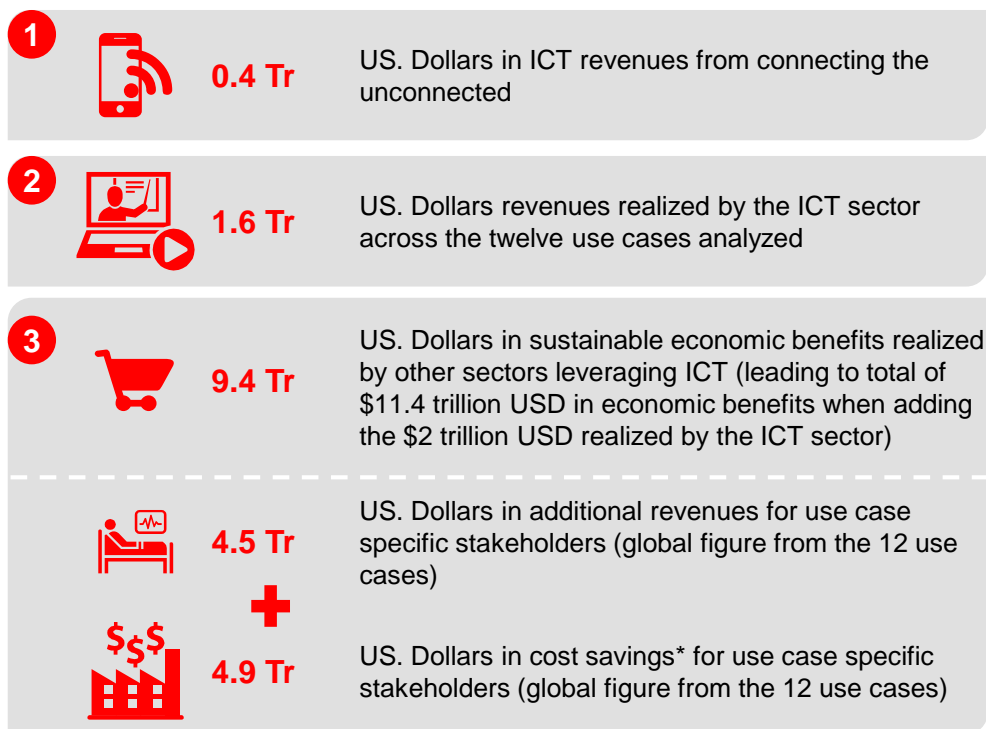 1
0.4 Tr
US. Dollars in ICT revenues from connecting the
unconnected
2
1.6 Tr
US. Dollars revenues realized by the ICT sector
across the twelve use cases analyzed
3
9.4 Tr
US. Dollars in sustainable economic benefits realized
by other sectors leveraging ICT (leading to total of
$11.4 trillion USD in economic benefits when adding
the $2 trillion USD realized by the ICT sector)
4.5 Tr
US. Dollars in additional revenues for use case
specific stakeholders (global figure from the 12 use
cases)
$$$
4.9 Tr
US. Dollars in cost savings* for use case specific
stakeholders (global figure from the 12 use cases)